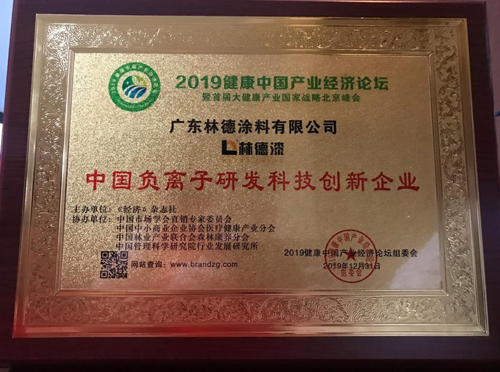 2019健康中国产业经济论坛
暨首届大健康产业国家战略北京峰会
广东林德涂料有限公司
林德漆
中国负离子研发科技创新企业
主办单位：《经济》杂志社
协办单位：中国市场学会直销专家委员会
中国中小商业企业协会医疗健康产业分会
中国林业产业联合会森林康养分会
中国管理科学研究院行业发展研究所
网站查询：www.brandzg.com
2019健康中国产业经济论坛组委会
2019年12月31日